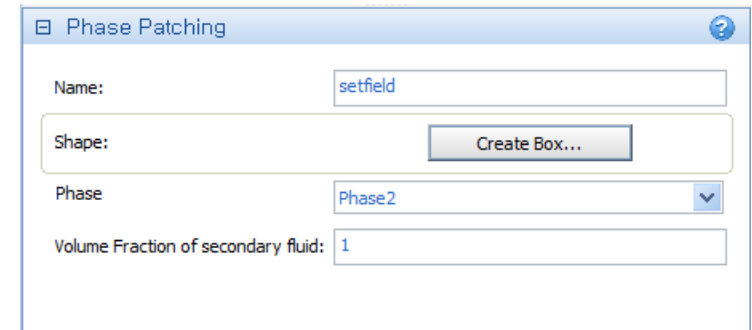 Phase Patching
Name: setfield
Shape: Create Box...
Phase Phase2
Volume Fraction of secondary fluid: 1